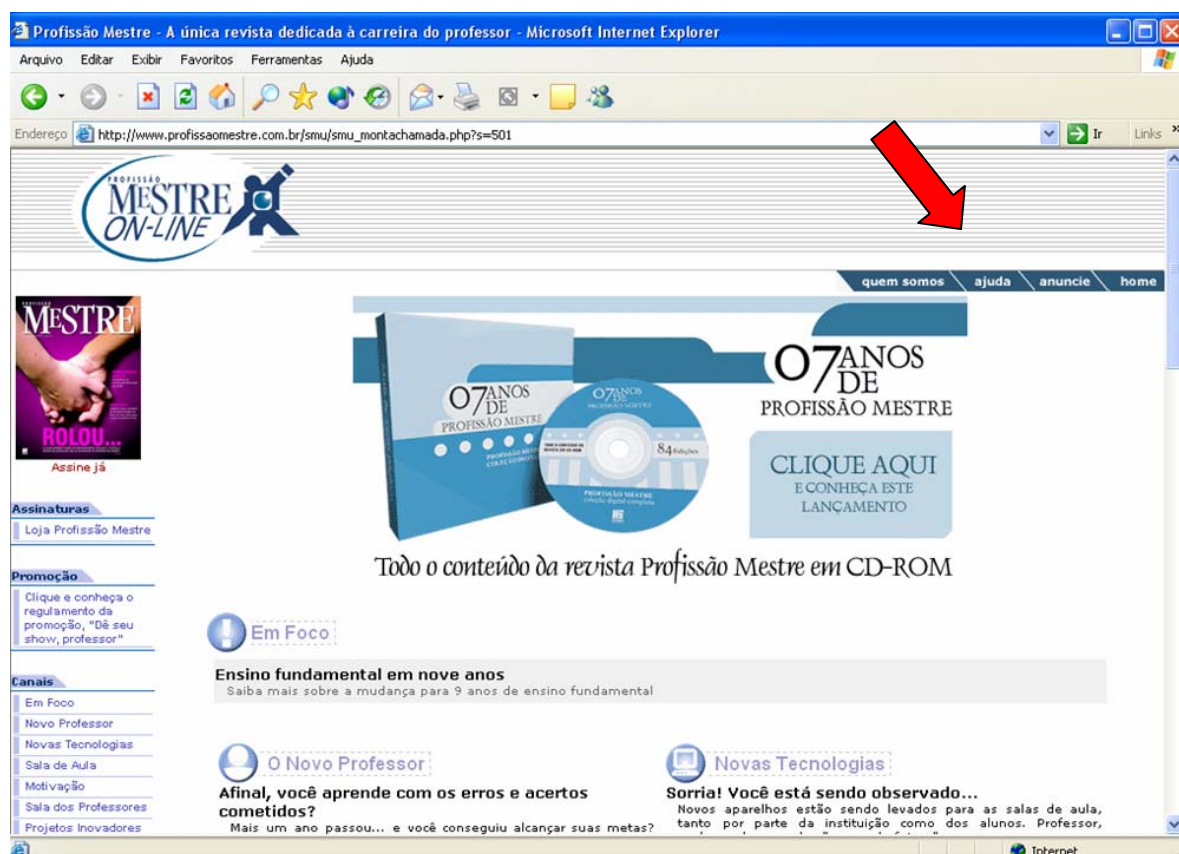 Profissão Mestre - A única revista dedicada à carreira do professor - Microsoft Internet Explorer
Arquivo Editar Exibir Favoritos Ferramentas Ajuda
Endereço http://www.profissaomestre.com.br/smu/smu_montachamada.php?s=501 Ir Links »
PROFISSÃO
MESTRE
ON-LINE
quem somos ajuda anuncie home
MESTRE
ROLOU...
Assine já
Assinaturas
Loja Profissão Mestre
Promoção
Clique e conheça o
regulamento da
promoção, "Dê seu
show, professor"
Canais
Em Foco
Novo Professor
Novas Tecnologias
Sala de Aula
Motivação
Sala dos Professores
Projetos Inovadores
07 ANOS
DE
PROFISSÃO MESTRE
07 ANOS
DE PROFISSÃO MESTRE
84 Edições
PROFISSÃO MESTRE
07 ANOS
DE
PROFISSÃO MESTRE
CLIQUE AQUI
E CONHEÇA ESTE
LANÇAMENTO
Todo o conteúdo da revista Profissão Mestre em CD-ROM
Em Foco
Ensino fundamental em nove anos
Saiba mais sobre a mudança para 9 anos de ensino fundamental
O Novo Professor
Afinal, você aprende com os erros e acertos
cometidos?
Mais um ano passou... e você conseguiu alcançar suas metas?
Novas Tecnologias
Sorria! Você está sendo observado...
Novos aparelhos estão sendo levados para as salas de aula,
tanto por parte da instituição como dos alunos. Professor,
Internet